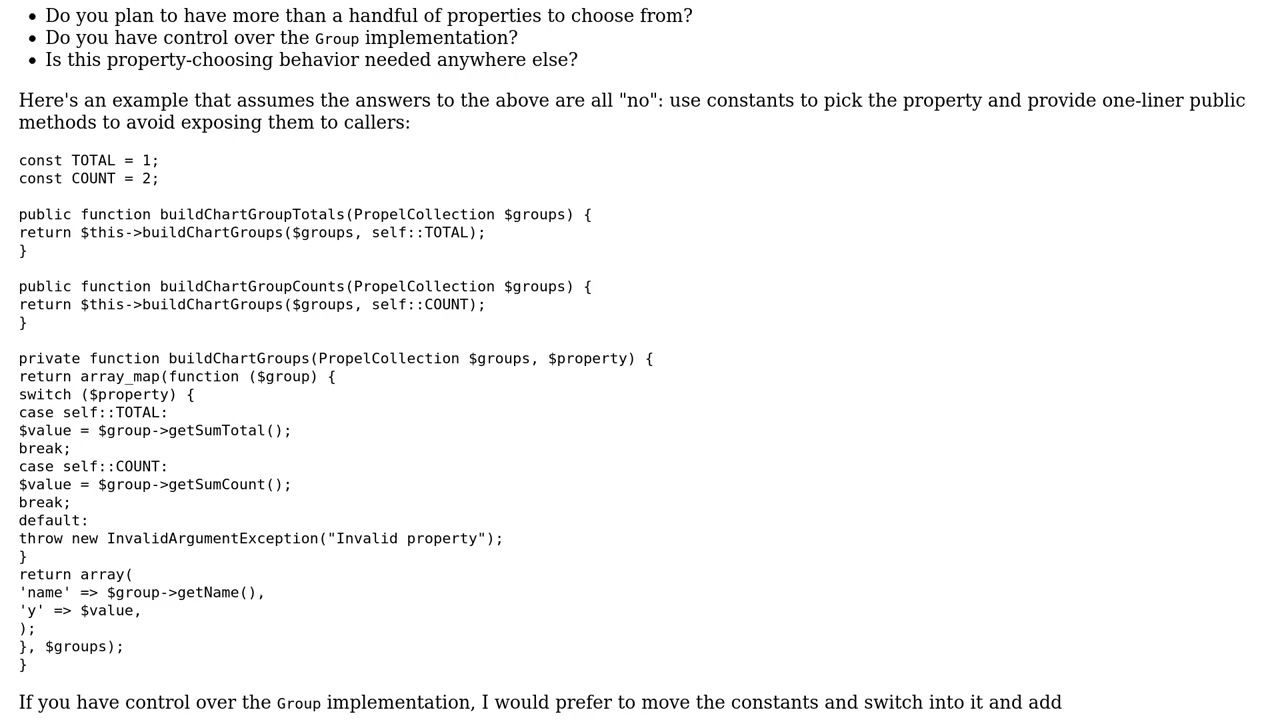 • Do you plan to have more than a handful of properties to choose from?
• Do you have control over the Group implementation?
• Is this property-choosing behavior needed anywhere else?
Here's an example that assumes the answers to the above are all "no": use constants to pick the property and provide one-liner public
methods to avoid exposing them to callers:
const TOTAL = 1;
const COUNT = 2;
public function buildChartGroupTotals(PropelCollection $groups) {
return $this->buildChartGroups($groups, self::TOTAL);
}
public function buildChartGroupCounts(PropelCollection $groups) {
return $this->buildChartGroups($groups, self::COUNT);
}
private function buildChartGroups(PropelCollection $groups, $property) {
return array_map(function ($group) {
switch ($property) {
case self::TOTAL:
$value = $group->getSumTotal();
break;
case self::COUNT:
$value = $group->getSumCount();
break;
default:
throw new InvalidArgumentException("Invalid property");
}
return array(
'name' => $group->getName(),
'y' => $value,
);
}, $groups);
}
If you have control over the Group implementation, I would prefer to move the constants and switch into it and add